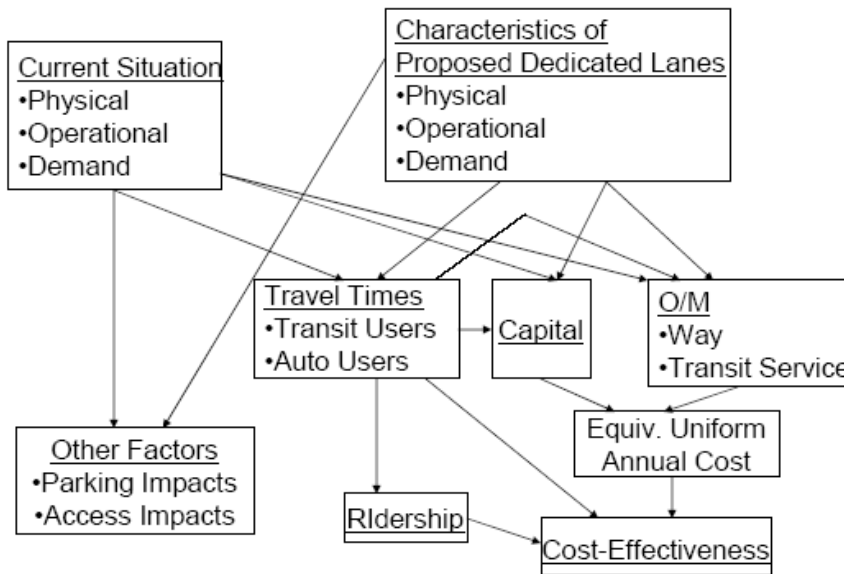 Current Situation
•Physical
•Operational
•Demand
Characteristics of
Proposed Dedicated Lanes
•Physical
•Operational
•Demand
Travel Times
•Transit Users
•Auto Users
Capital
O/M
•Way
•Transit Service
Other Factors
•Parking Impacts
•Access Impacts
Equiv. Uniform
Annual Cost
RIdership
Cost-Effectiveness